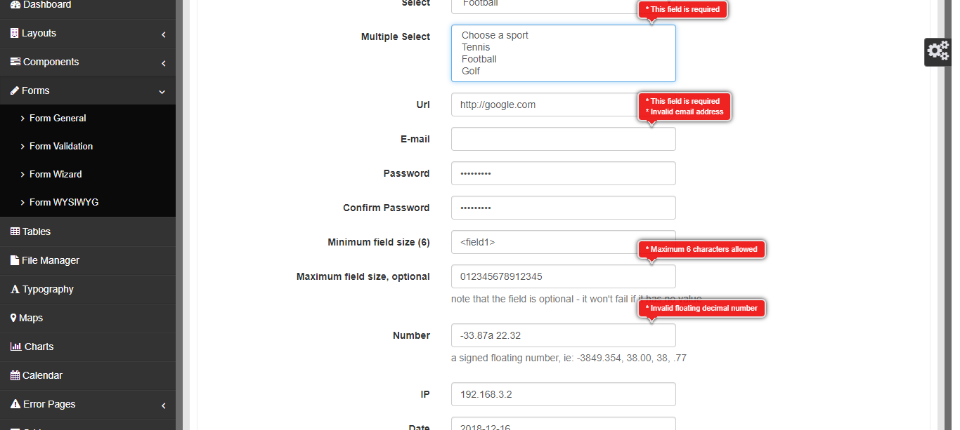 Dashboard
Layouts
Components
Forms
Form General
Form Validation
Form Wizard
Form WYSIWYG
Tables
File Manager
Typography
Maps
Charts
Calendar
Error Pages
Select
Football
* This field is required
Multiple Select
Choose a sport
Tennis
Football
Golf
Url
http://google.com
* This field is required
* Invalid email address
E-mail
Password
•••••••••
Confirm Password
•••••••••
Minimum field size (6)
<field1>
* Maximum 6 characters allowed
Maximum field size, optional
012345678912345
note that the field is optional - it won't fail if it has no value
* Invalid floating decimal number
Number
-33.87a 22.32
a signed floating number, ie: -3849.354, 38.00, 38, .77
IP
192.168.3.2
Date
2018-12-16